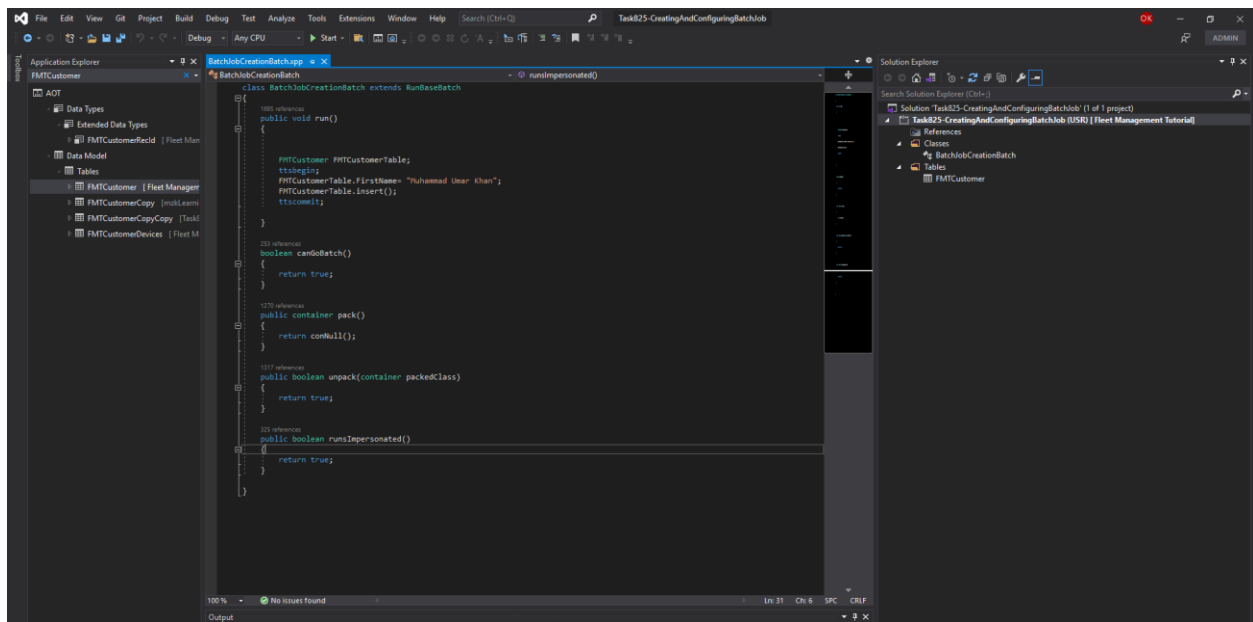 File Edit View Git Project Build Debug Test Analyze Tools Extensions Window Help Search (Ctrl+Q) Task825-CreatingAndConfiguringBatchJob OK
Debug Any CPU Start ADMIN
Toolbox
Application Explorer
FMTCustomer
AOT
Data Types
Extended Data Types
FMTCustomerRecId [Fleet Man
Data Model
Tables
FMTCustomer [Fleet Managem
FMTCustomerCopy [mzkLearni
FMTCustomerCopyCopy [TaskE
FMTCustomerDevices [Fleet M
BatchJobCreationBatch.xpp
BatchJobCreationBatch runsImpersonated()
class BatchJobCreationBatch extends RunBaseBatch
{
1695 references
public void run()
{
FMTCustomer FMTCustomerTable;
ttsbegin;
FMTCustomerTable.FirstName= "Muhammad Umar Khan";
FMTCustomerTable.insert();
ttscommit;
}
253 references
boolean canGoBatch()
{
return true;
}
1270 references
public container pack()
{
return conNull();
}
1317 references
public boolean unpack(container packedClass)
{
return true;
}
325 references
public boolean runsImpersonated()
{
return true;
}
}
100 % No issues found Ln: 31 Ch: 6 SPC CRLF
Output
Solution Explorer
Search Solution Explorer (Ctrl+;)
Solution 'Task825-CreatingAndConfiguringBatchJob' (1 of 1 project)
Task825-CreatingAndConfiguringBatchJob (USR) [Fleet Management Tutorial]
References
Classes
BatchJobCreationBatch
Tables
FMTCustomer